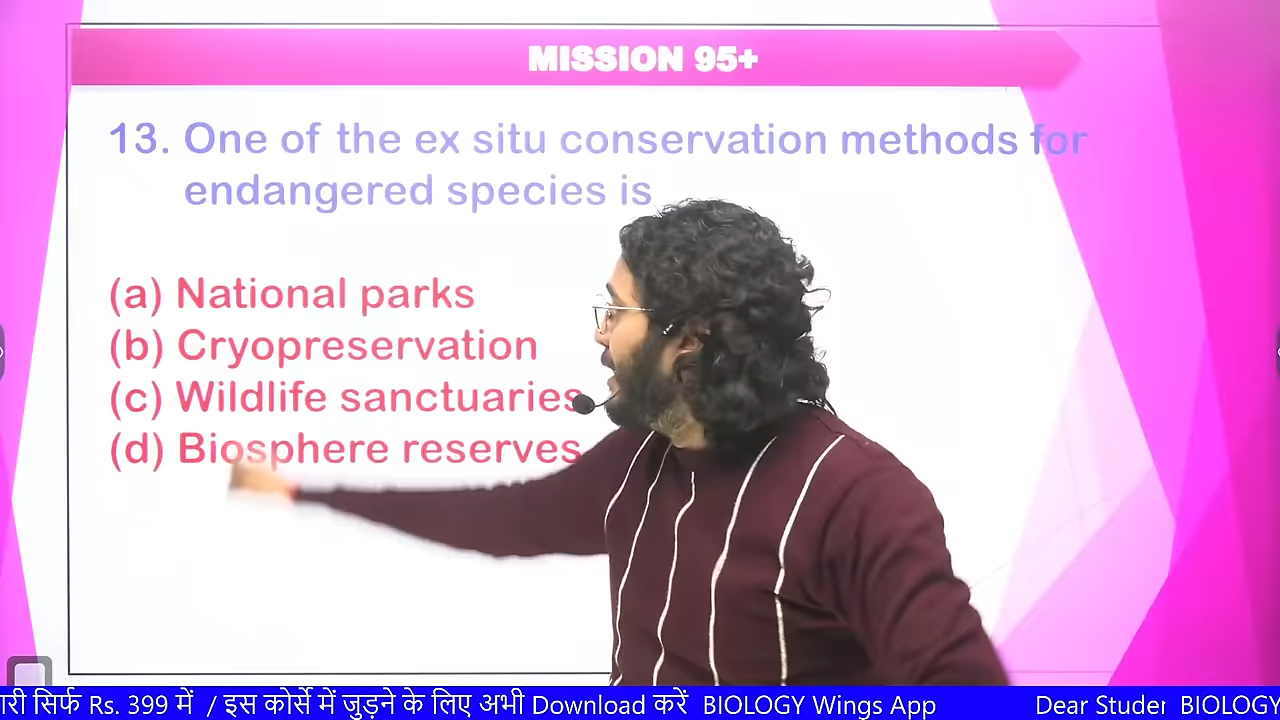 MISSION 95+
13. One of the ex situ conservation methods for
endangered species is
(a) National parks
(b) Cryopreservation
(c) Wildlife sanctuaries
(d) Biosphere reserves
सिर्फ Rs. 399 में / इस कोर्से में जुड़ने के लिए अभी Download करें BIOLOGY Wings App Dear BIOLOGY